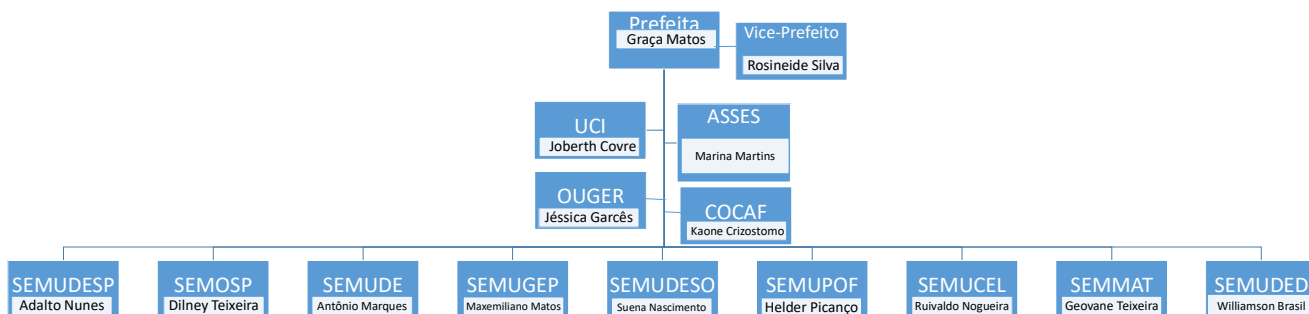 Prefeita
Graça Matos
Vice-Prefeito
Rosineide Silva
UCI
Joberth Covre
ASSES
Marina Martins
OUGER
Jéssica Garcês
COCAF
Kaone Crizostomo
SEMUDESP
Adalto Nunes
SEMOSP
Dilney Teixeira
SEMUDE
Antônio Marques
SEMUGEP
Maxemiliano Matos
SEMUDESO
Suena Nascimento
SEMUPOF
Helder Picanço
SEMUCEL
Ruivaldo Nogueira
SEMMAT
Geovane Teixeira
SEMUDED
Williamson Brasil